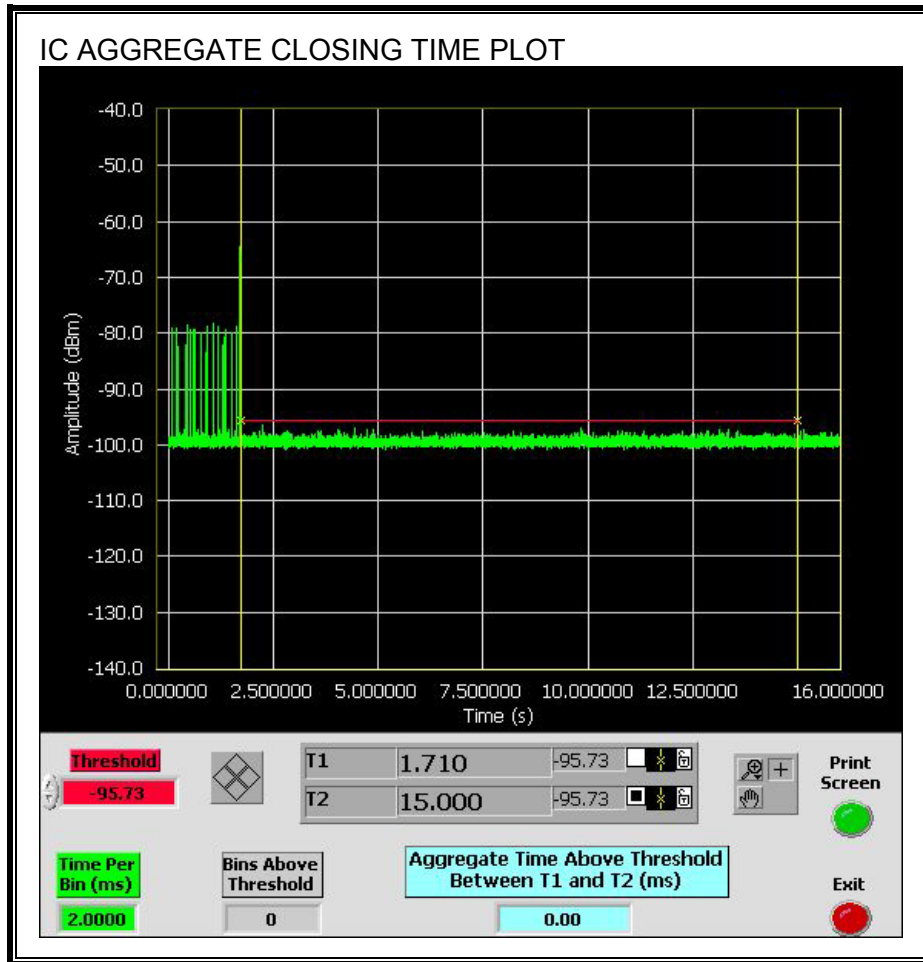 IC AGGREGATE CLOSING TIME PLOT
-40.0
-50.0
-60.0
-70.0
-80.0
-90.0
-100.0
-110.0
-120.0
-130.0
-140.0
Amplitude (dBm)
0.000000 2.500000 5.000000 7.500000 10.000000 12.500000 16.000000
Time (s)
Threshold
-95.73
T1 1.710 -95.73
T2 15.000 -95.73
Print
Screen
Time Per
Bin (ms)
2.0000
Bins Above
Threshold
0
Aggregate Time Above Threshold
Between T1 and T2 (ms)
0.00
Exit